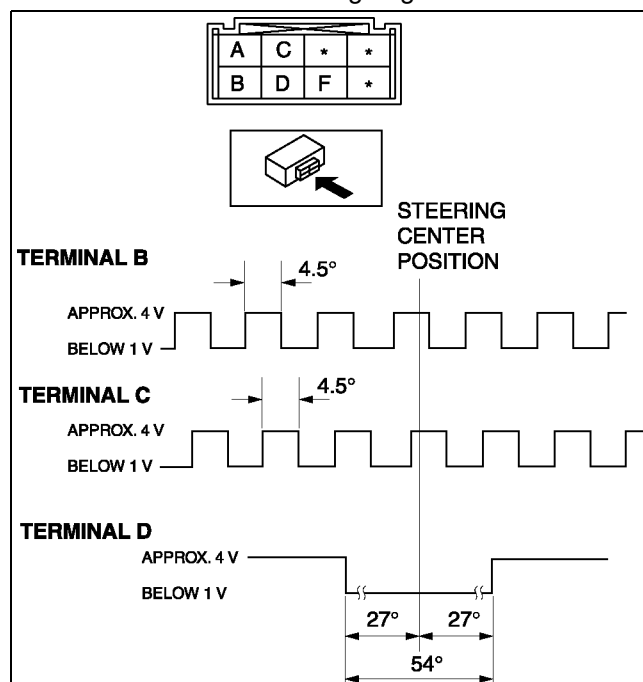 A C * *
B D F *
STEERING
CENTER
POSITION
TERMINAL B
4.5°
APPROX. 4 V
BELOW 1 V
TERMINAL C
4.5°
APPROX. 4 V
BELOW 1 V
TERMINAL D
APPROX. 4 V
BELOW 1 V
27° 27°
54°